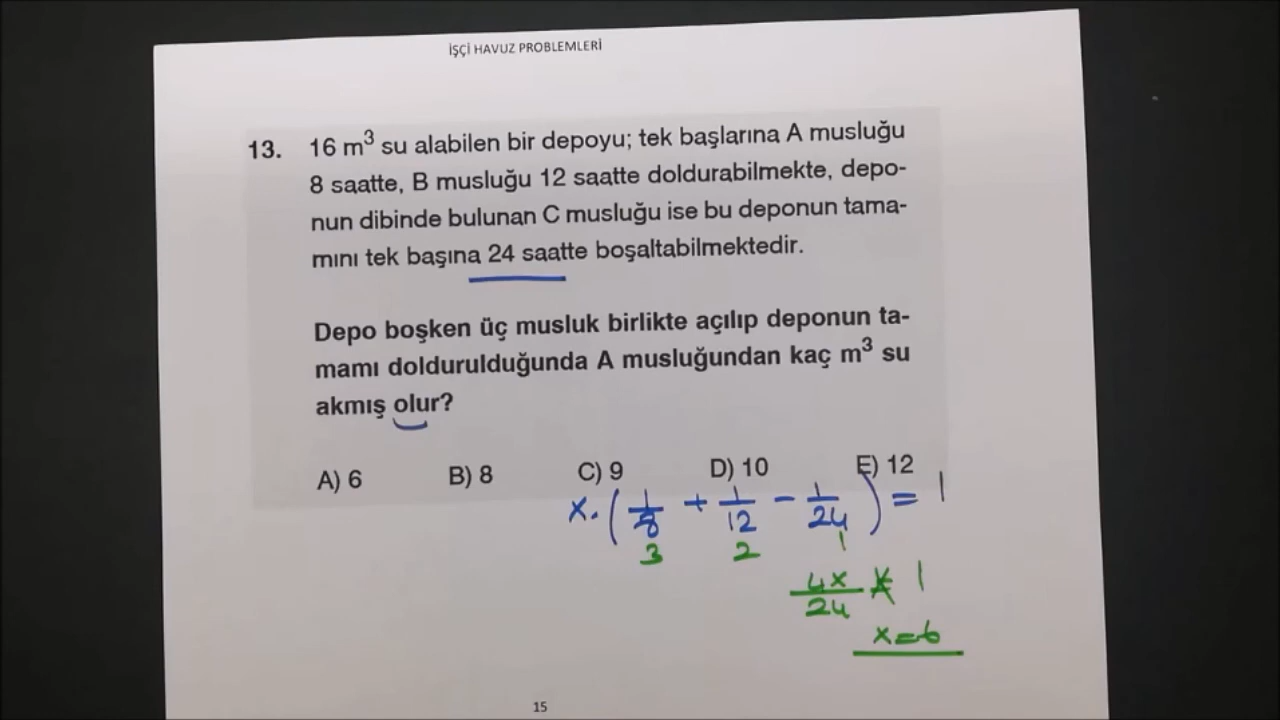 İŞÇİ HAVUZ PROBLEMLERİ
13. 16 m³ su alabilen bir depoyu; tek başlarına A musluğu
8 saatte, B musluğu 12 saatte doldurabilmekte, depo-
nun dibinde bulunan C musluğu ise bu deponun tama-
mını tek başına 24 saatte boşaltabilmektedir.
Depo boşken üç musluk birlikte açılıp deponun ta-
mamı doldurulduğunda A musluğundan kaç m³ su
akmış olur?
A) 6 B) 8 C) 9 D) 10 E) 12
x.(1/8 + 1/12 - 1/24) = 1
3 2 1
4x/24 = 1
x=6
15